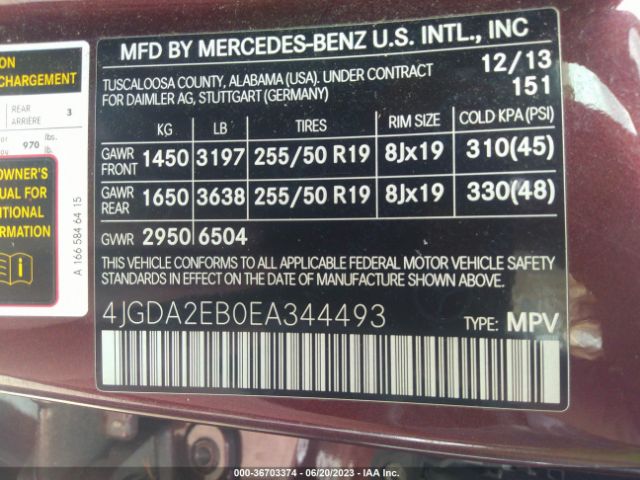 ON
CHARGEMENT
REAR 3
ARRIÈRE
or lbs.
970
OWNER'S
UAL FOR
ITIONAL
RMATION
A 166 584 64 15
MFD BY MERCEDES-BENZ U.S. INTL., INC
TUSCALOOSA COUNTY, ALABAMA (USA). UNDER CONTRACT 12/13
FOR DAIMLER AG, STUTTGART (GERMANY) 151
KG LB TIRES RIM SIZE COLD KPA (PSI)
GAWR FRONT 1450 3197 255/50 R19 8Jx19 310(45)
GAWR REAR 1650 3638 255/50 R19 8Jx19 330(48)
GVWR 2950 6504
THIS VEHICLE CONFORMS TO ALL APPLICABLE FEDERAL MOTOR VEHICLE SAFETY
STANDARDS IN EFFECT ON THE DATE OF MANUFACTURE SHOWN ABOVE.
4JGDA2EB0EA344493 TYPE: MPV
000-36703374 | 06/20/2023 | IAA Inc.